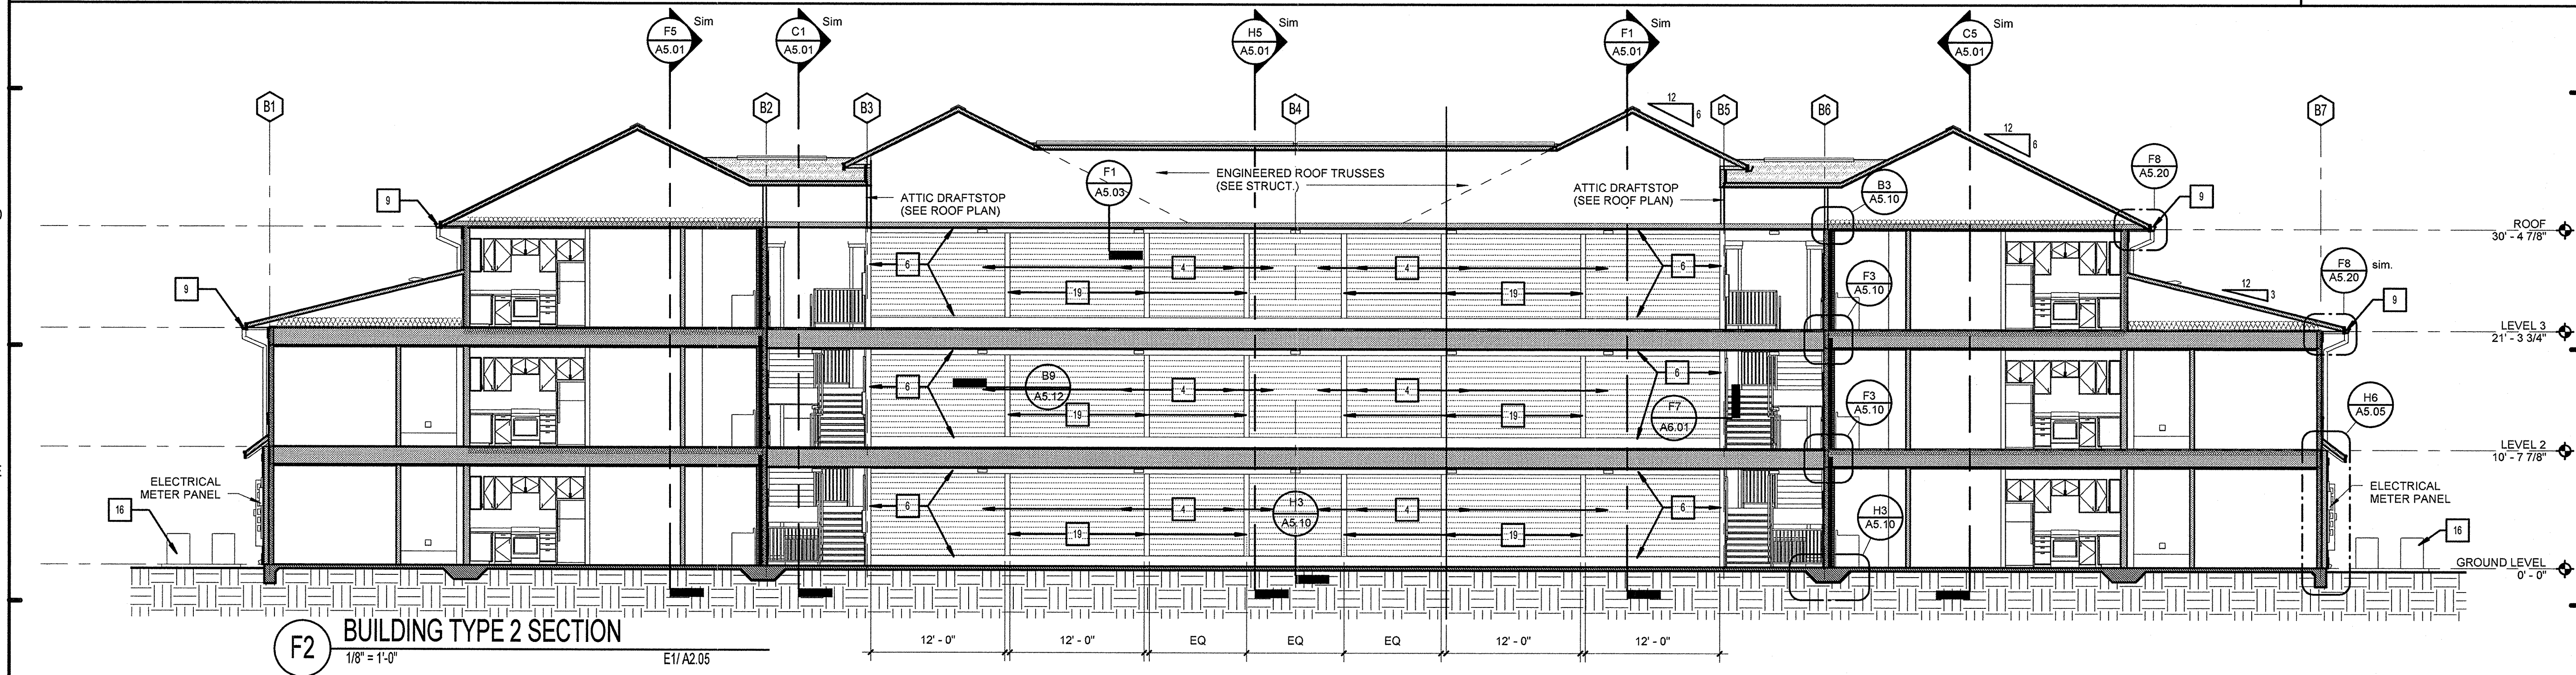 F5
A5.01
Sim
C1
A5.01
Sim
H5
A5.01
Sim
F1
A5.01
Sim
C5
A5.01
Sim
B1
B2
B3
B4
B5
B6
B7
12
6
12
6
F8
A5.20
9
F1
A5.03
ENGINEERED ROOF TRUSSES
(SEE STRUCT.)
ATTIC DRAFTSTOP
(SEE ROOF PLAN)
ATTIC DRAFTSTOP
(SEE ROOF PLAN)
B3
A5.10
9
ROOF
30' - 4 7/8"
6
4
4
6
19
19
F3
A5.10
F8
A5.20
sim.
12
3
9
9
LEVEL 3
21' - 3 3/4"
6
B9
A5.12
4
4
6
19
19
F7
A6.01
F3
A5.10
H6
A5.05
LEVEL 2
10' - 7 7/8"
ELECTRICAL
METER PANEL
16
6
4
4
6
19
19
H3
A5.10
H3
A5.10
ELECTRICAL
METER PANEL
16
GROUND LEVEL
0' - 0"
12' - 0"
12' - 0"
EQ
EQ
EQ
12' - 0"
12' - 0"
F2
BUILDING TYPE 2 SECTION
1/8" = 1'-0"
E1/ A2.05